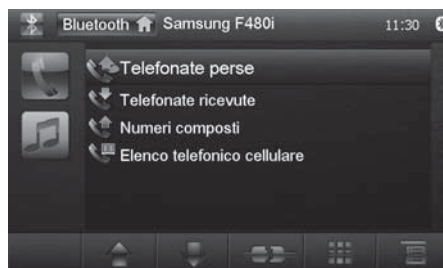 Bluetooth Samsung F480i 11:30
Telefonate perse
Telefonate ricevute
Numeri composti
Elenco telefonico cellulare